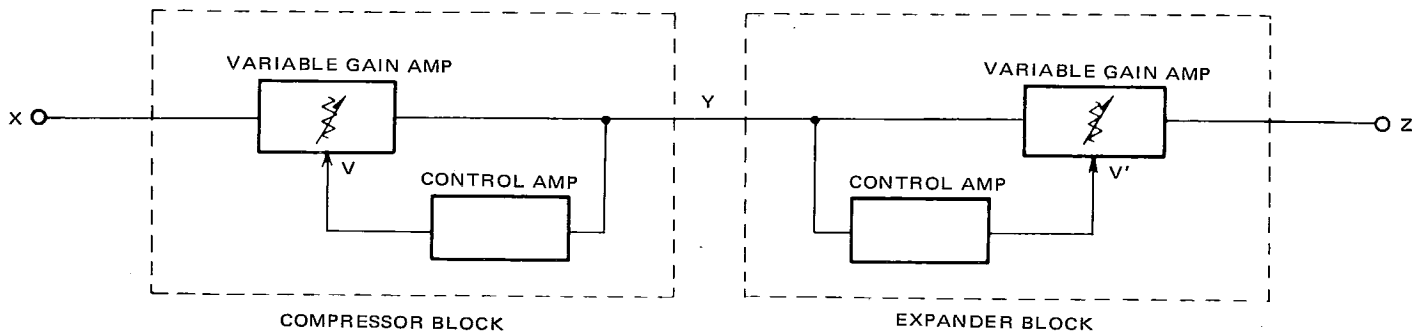 VARIABLE GAIN AMP
VARIABLE GAIN AMP
X
Y
Z
V
V'
CONTROL AMP
CONTROL AMP
COMPRESSOR BLOCK
EXPANDER BLOCK